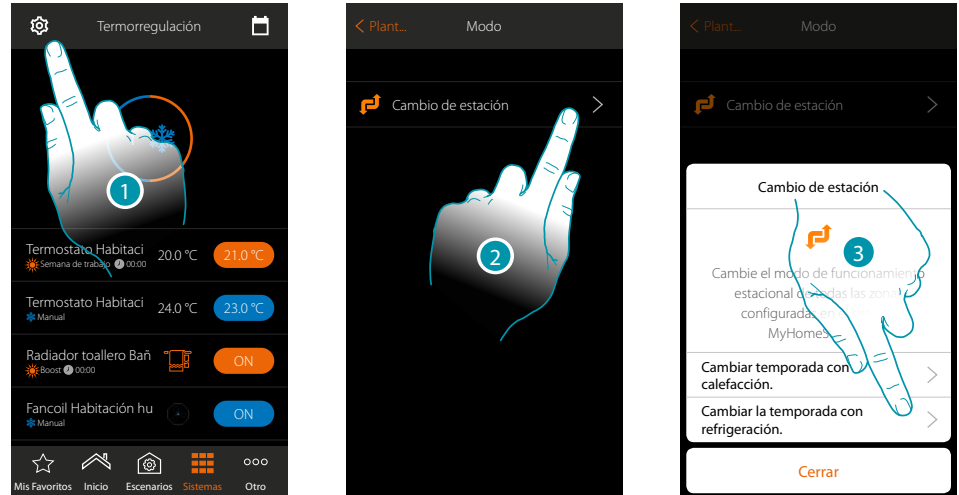 Termorregulación
1
Termostato Habitaci 20.0 °C 21.0 °C
Semana de trabajo 00:00
Termostato Habitaci 24.0 °C 23.0 °C
Manual
Radiador toallero Bañ ON
Boost 00:00
Fancoil Habitación hu ON
Manual
Mis Favoritos Inicio Escenarios Sistemas Otro
Plant... Modo
Cambio de estación
2
Plant... Modo
Cambio de estación
Cambio de estación
3
Cambie el modo de funcionamiento
estacional de todas las zonas
configuradas en
MyHomeS
Cambiar temporada con
calefacción.
Cambiar la temporada con
refrigeración.
Cerrar